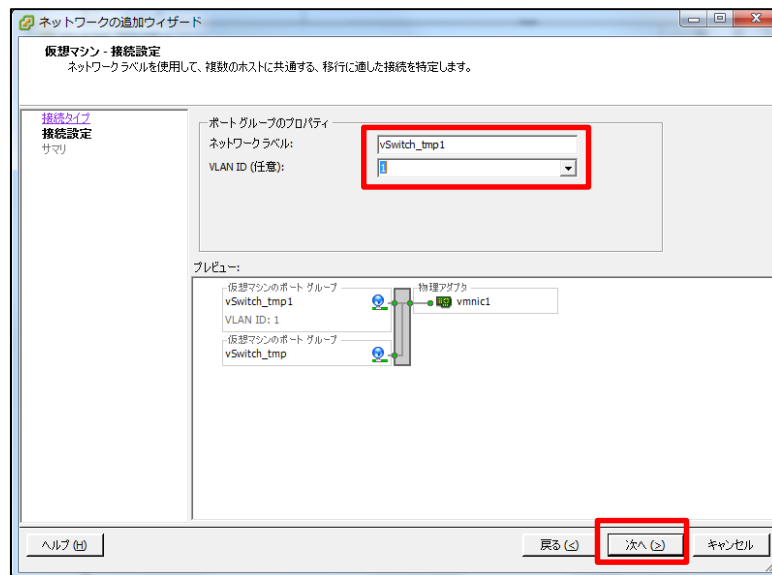 ネットワークの追加ウィザード
仮想マシン - 接続設定
ネットワークラベルを使用して、複数のホストに共通する、移行に適した接続を特定します。
接続タイプ
接続設定
サマリ
ポート グループのプロパティ
ネットワーク ラベル:
vSwitch_tmp1
VLAN ID (任意):
1
プレビュー:
仮想マシンのポート グループ
物理アダプタ
vSwitch_tmp1
vmnic1
VLAN ID: 1
仮想マシンのポート グループ
vSwitch_tmp
ヘルプ (H)
戻る (<)
次へ (>)
キャンセル